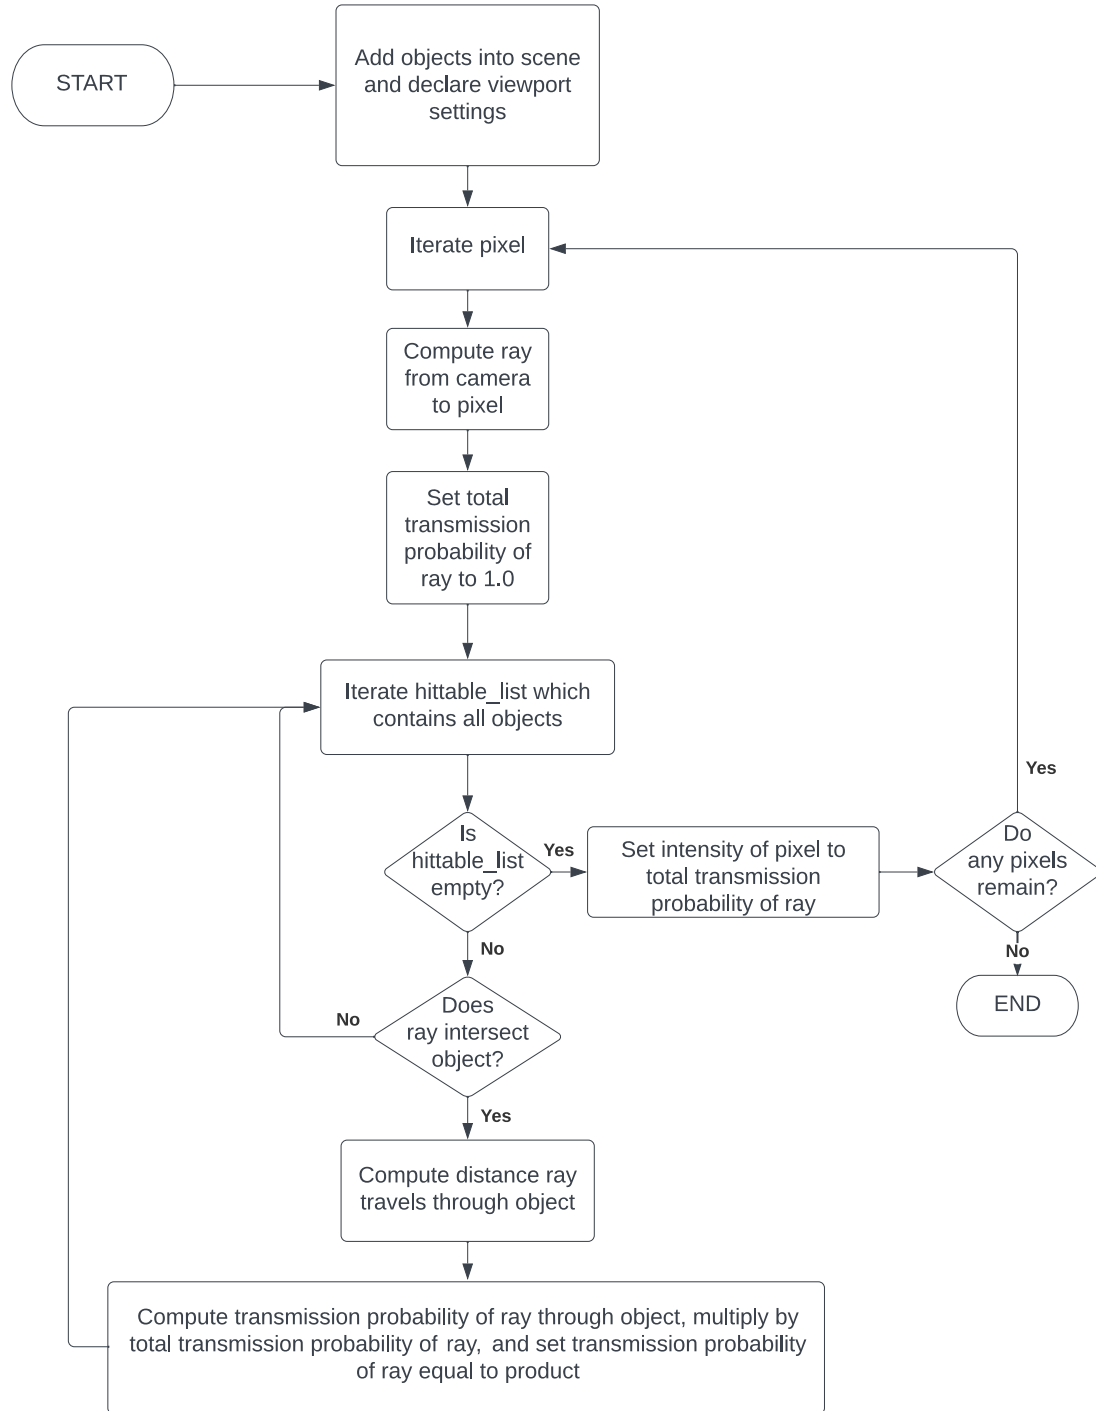 START
Add objects into scene
and declare viewport
settings
Iterate pixel
Compute ray
from camera
to pixel
Set total
transmission
probability of
ray to 1.0
Iterate hittable_list which
contains all objects
Is
hittable_list
empty?
Yes
Set intensity of pixel to
total transmission
probability of ray
Do
any pixels
remain?
Yes
No
END
No
Does
ray intersect
object?
No
Yes
Compute distance ray
travels through object
Compute transmission probability of ray through object, multiply by
total transmission probability of ray, and set transmission probability
of ray equal to product